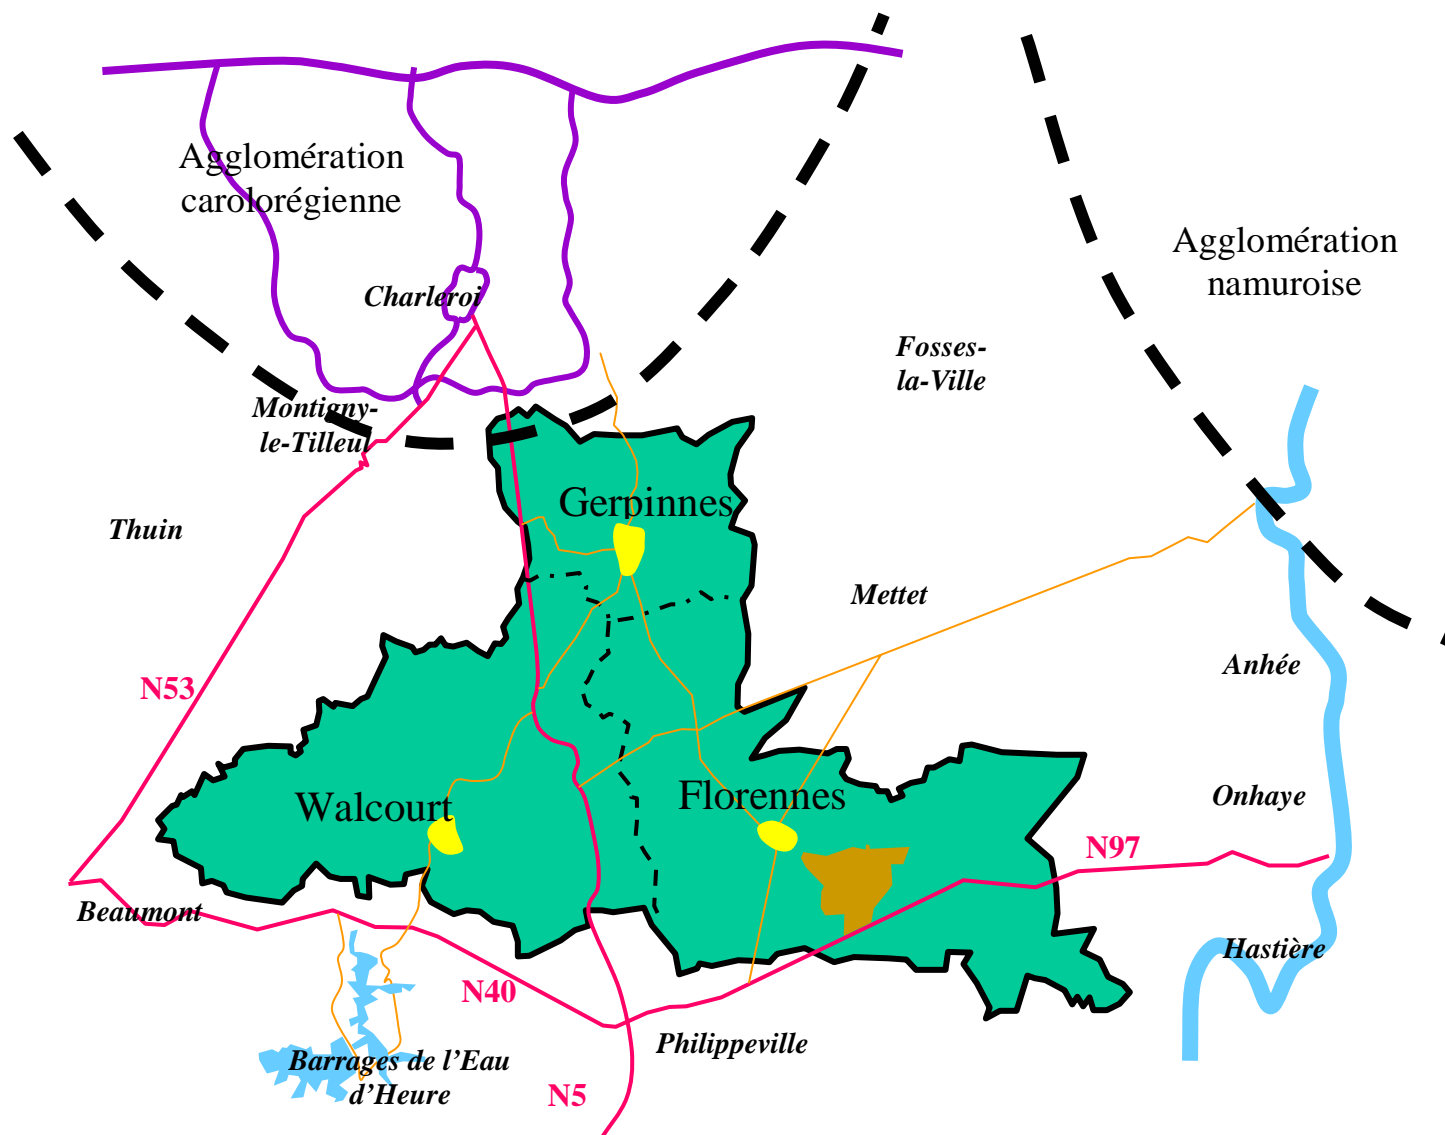 Agglomération
carolorégienne
Agglomération
namuroise
Charleroi
Fosses-
la-Ville
Montigny-
le-Tilleul
Gerpinnes
Thuin
Mettet
Anhée
N53
Walcourt
Florennes
Onhaye
N97
Beaumont
Hastière
N40
Philippeville
Barrages de l’Eau
d’Heure
N5